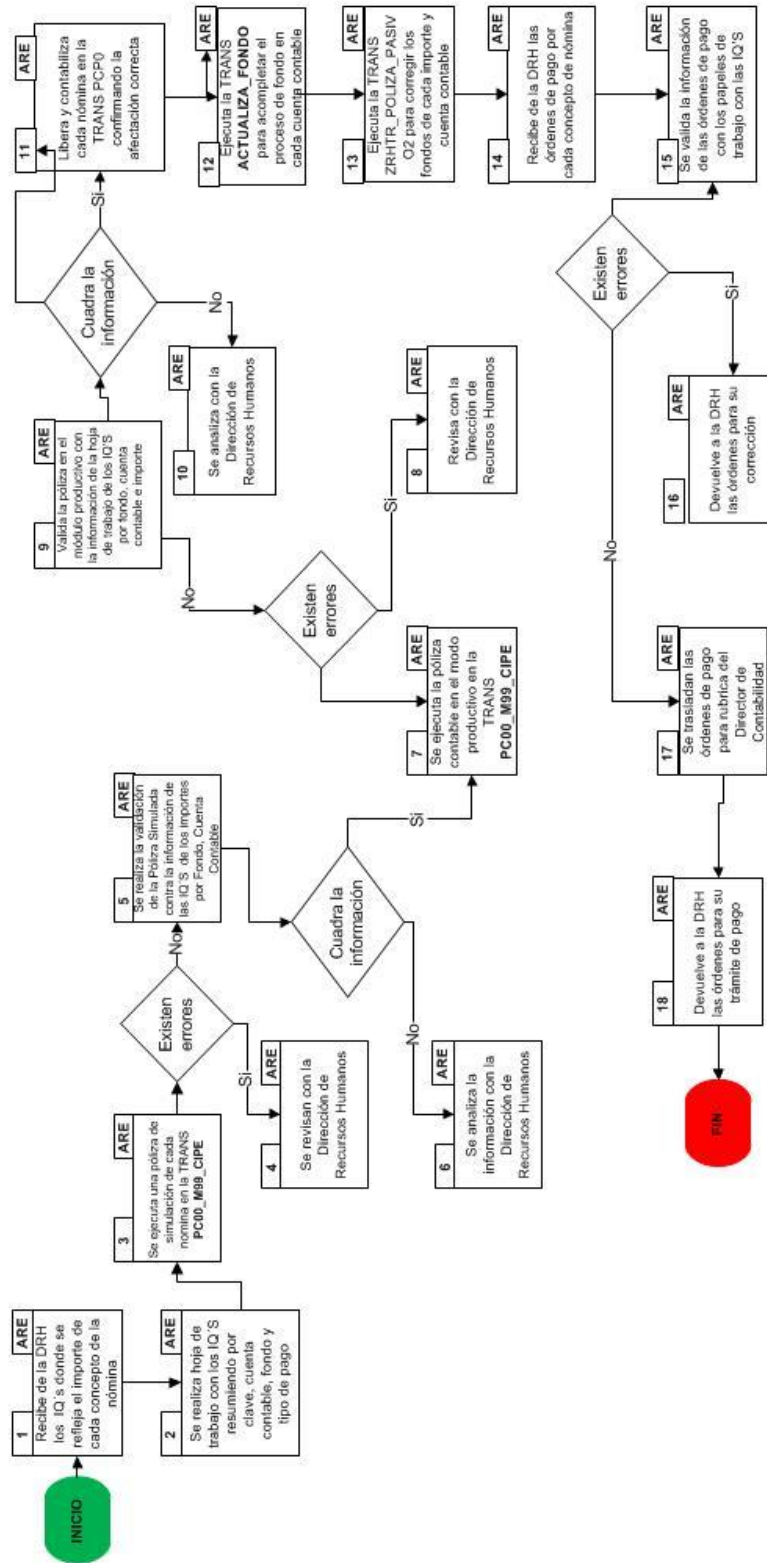 INICIO
1
ARE
Recibe de la DRH
los IQ´s donde se
refleja el importe de
cada concepto de la
nómina
2
ARE
Se realiza hoja de
trabajo con los IQ´S
resumiendo por
clave, cuenta
contable, fondo y
tipo de pago
3
ARE
Se ejecuta una póliza de
simulación de cada
nomina en la TRANS
PC00_M99_CIPE
Existen
errores
Si
No
4
ARE
Se revisan con la
Dirección de
Recursos Humanos
5
ARE
Se realiza la validación
de la Póliza Simulada
contra la información de
las IQ´S de los importes
por Fondo, Cuenta
Contable
Cuadra la
información
No
Si
6
ARE
Se analiza la
información con la
Dirección de
Recursos Humanos
7
ARE
Se ejecuta la póliza
contable en el modo
productivo en la
TRANS
PC00_M99_CIPE
Existen
errores
Si
No
8
ARE
Revisa con la
Dirección de
Recursos Humanos
9
ARE
Valida la póliza en el
módulo productivo con
la información de la hoja
de trabajo de los IQ'S
por fondo, cuenta
contable e importe
Cuadra la
información
No
Si
10
ARE
Se analiza con la
Dirección de
Recursos Humanos
11
ARE
Libera y contabiliza
cada nómina en la
TRANS PCP0
confirmando la
afectación correcta
12
ARE
Ejecuta la TRANS
ACTUALIZA_FONDO
para acompletar el
proceso de fondo en
cada cuenta contable
13
ARE
Ejecuta la TRANS
ZRHTR_POLIZA_PASIV
O2 para corregir los
fondos de cada importe y
cuenta contable
14
ARE
Recibe de la DRH las
órdenes de pago por
cada concepto de nómina
15
ARE
Se valida la información
de las órdenes de pago
con los papeles de
trabajo con las IQ'S
Existen
errores
Si
No
16
ARE
Devuelve a la DRH
las órdenes para su
corrección
17
ARE
Se trasladan las
órdenes de pago
para rubrica del
Director de
Contabilidad
18
ARE
Devuelve a la DRH
las órdenes para su
trámite de pago
FIN